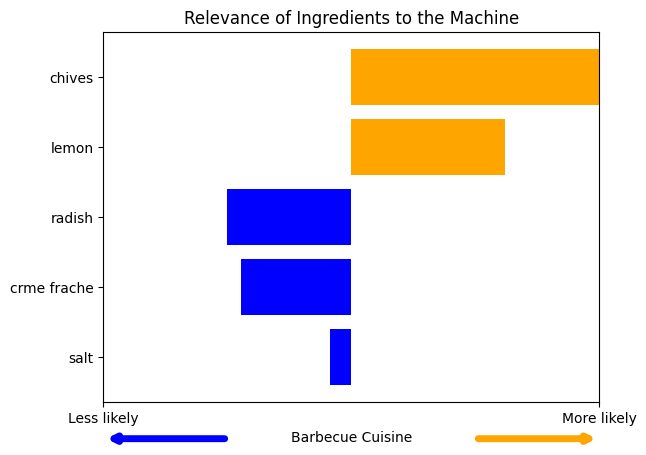 Relevance of Ingredients to the Machine
chives
lemon
radish
crme frache
salt
Less likely
More likely
Barbecue Cuisine